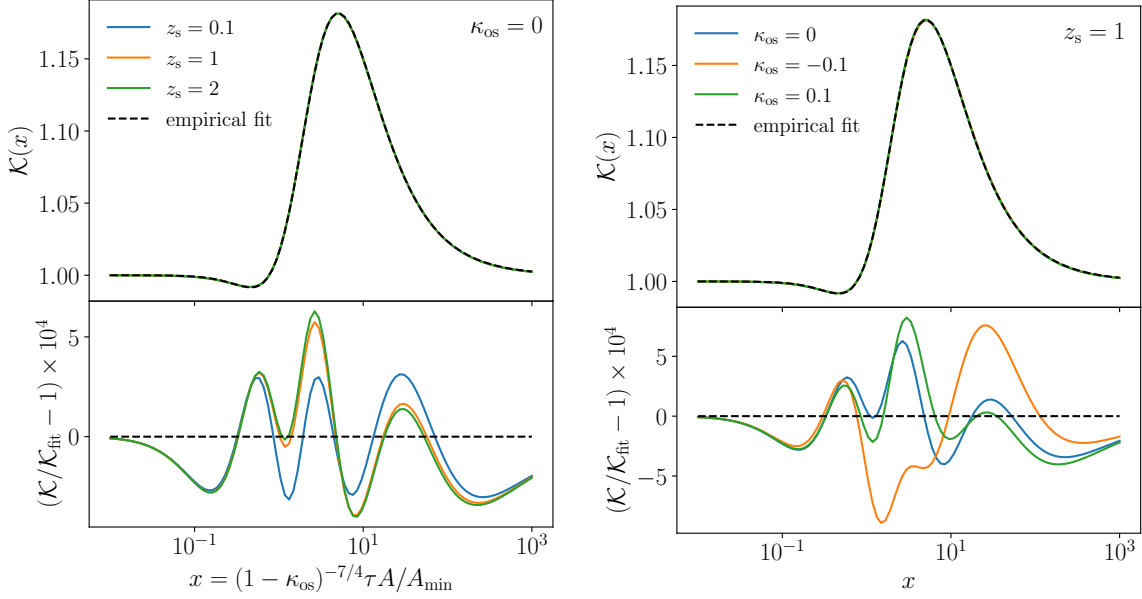 z_s = 0.1
z_s = 1
z_s = 2
empirical fit
κ_os = 0
𝒦(x)
1.15
1.10
1.05
1.00
(𝒦/𝒦_fit − 1) × 10^4
5
0
10^−1
10^1
10^3
x = (1 − κ_os)^−7/4 τA/A_min
κ_os = 0
κ_os = −0.1
κ_os = 0.1
empirical fit
z_s = 1
𝒦(x)
1.15
1.10
1.05
1.00
(𝒦/𝒦_fit − 1) × 10^4
5
0
−5
10^−1
10^1
10^3
x